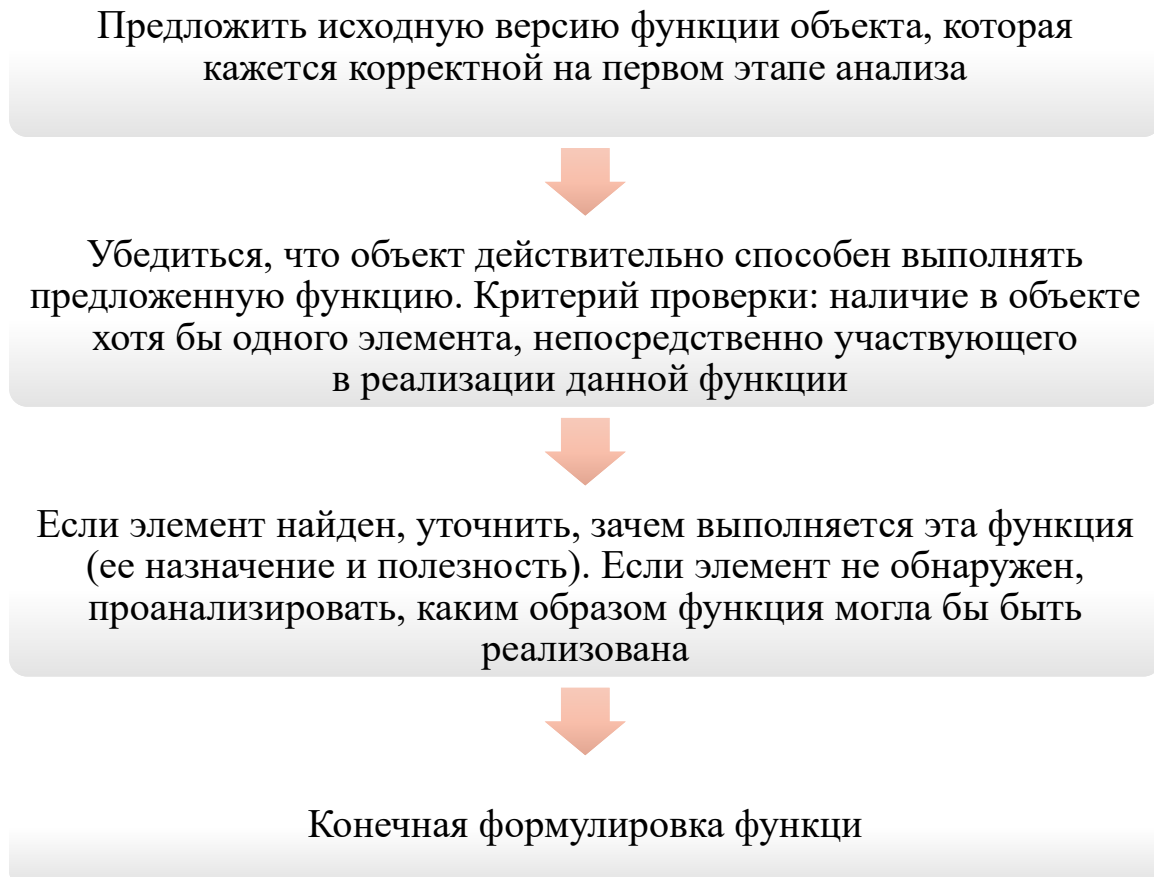 Предложить исходную версию функции объекта, которая
кажется корректной на первом этапе анализа
Убедиться, что объект действительно способен выполнять
предложенную функцию. Критерий проверки: наличие в объекте
хотя бы одного элемента, непосредственно участвующего
в реализации данной функции
Если элемент найден, уточнить, зачем выполняется эта функция
(ее назначение и полезность). Если элемент не обнаружен,
проанализировать, каким образом функция могла бы быть
реализована
Конечная формулировка функци